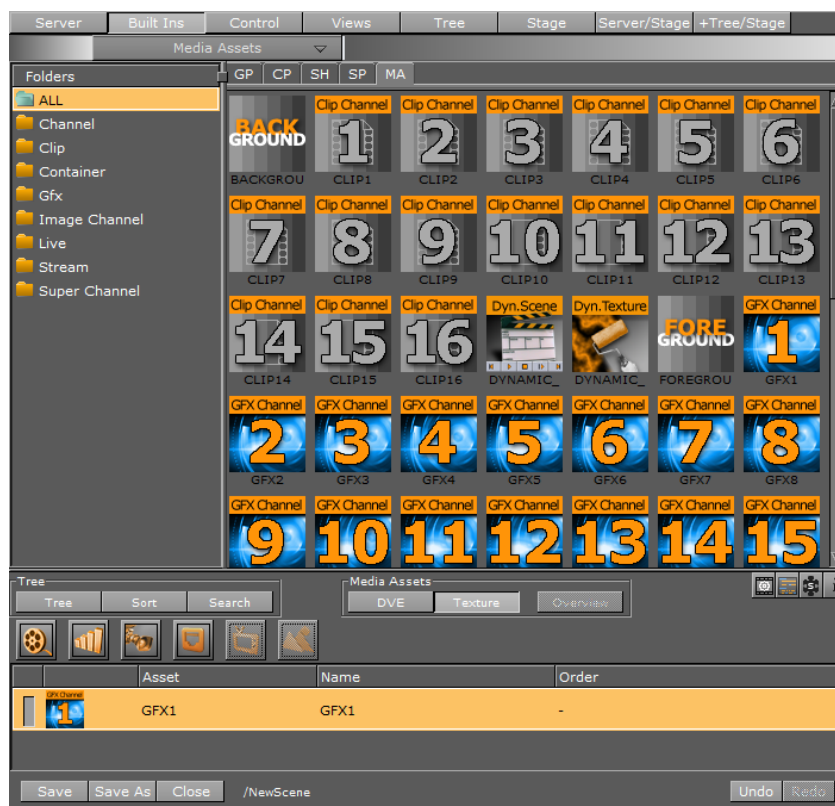 Server Built Ins Control Views Tree Stage Server/Stage +Tree/Stage
Media Assets
Folders GP CP SH SP MA
ALL
Channel
Clip
Container
Gfx
Image Channel
Live
Stream
Super Channel
Clip Channel Clip Channel Clip Channel Clip Channel Clip Channel Clip Channel
BACK GROUND 1 2 3 4 5 6
BACKGROU CLIP1 CLIP2 CLIP3 CLIP4 CLIP5 CLIP6
Clip Channel Clip Channel Clip Channel Clip Channel Clip Channel Clip Channel Clip Channel
7 8 9 10 11 12 13
CLIP7 CLIP8 CLIP9 CLIP10 CLIP11 CLIP12 CLIP13
Clip Channel Clip Channel Clip Channel Dyn.Scene Dyn.Texture GFX Channel
14 15 16 FORE GROUND 1
CLIP14 CLIP15 CLIP16 DYNAMIC_ DYNAMIC_ FOREGROU GFX1
GFX Channel GFX Channel GFX Channel GFX Channel GFX Channel GFX Channel GFX Channel
2 3 4 5 6 7 8
GFX2 GFX3 GFX4 GFX5 GFX6 GFX7 GFX8
GFX Channel GFX Channel GFX Channel GFX Channel GFX Channel GFX Channel GFX Channel
9 10 11 12 13 14 15
Tree Media Assets
Tree Sort Search DVE Texture Overview
Asset Name Order
GFX Channel
1 GFX1 GFX1 -
Save Save As Close /NewScene Undo Redo